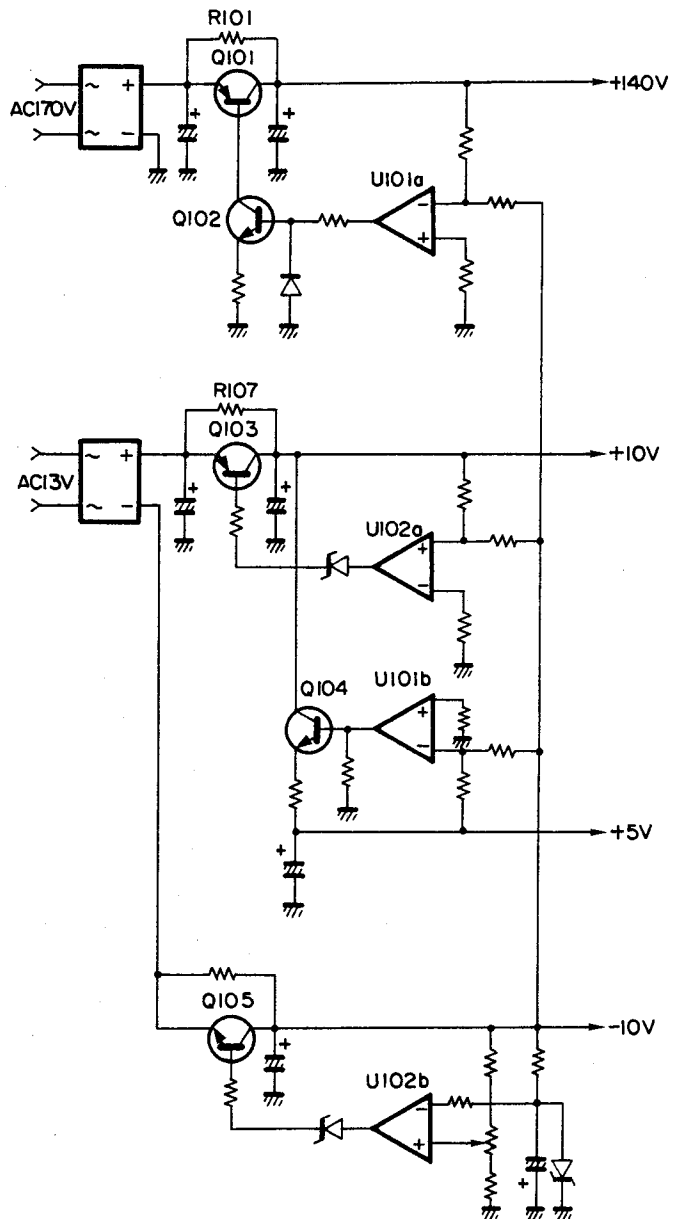 R101
Q101
~ +
+140V
AC170V
+
+
~ -
U101a
-
Q102
+
R107
Q103
~ +
+10V
AC13V
+
+
~ -
U102a
+
-
Q104
U101b
+
-
+5V
+
Q105
-10V
+
U102b
-
+
+